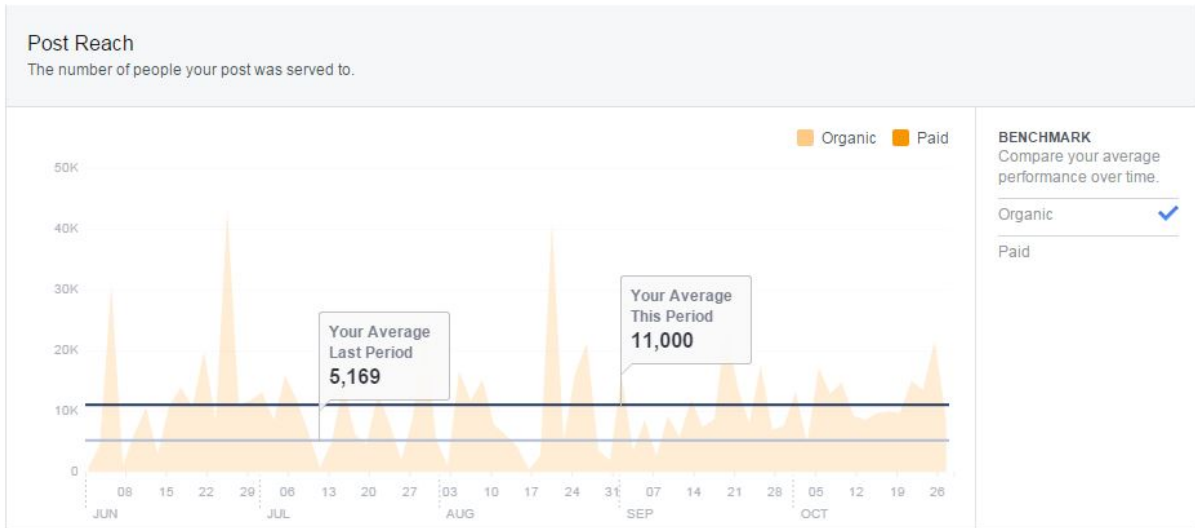 Post Reach
The number of people your post was served to.
Organic Paid
BENCHMARK
Compare your average
performance over time.
Organic
Paid
50K
40K
30K
20K
10K
0
Your Average
Last Period
5,169
Your Average
This Period
11,000
08 15 22 29 06 13 20 27 03 10 17 24 31 07 14 21 28 05 12 19 26
JUN JUL AUG SEP OCT